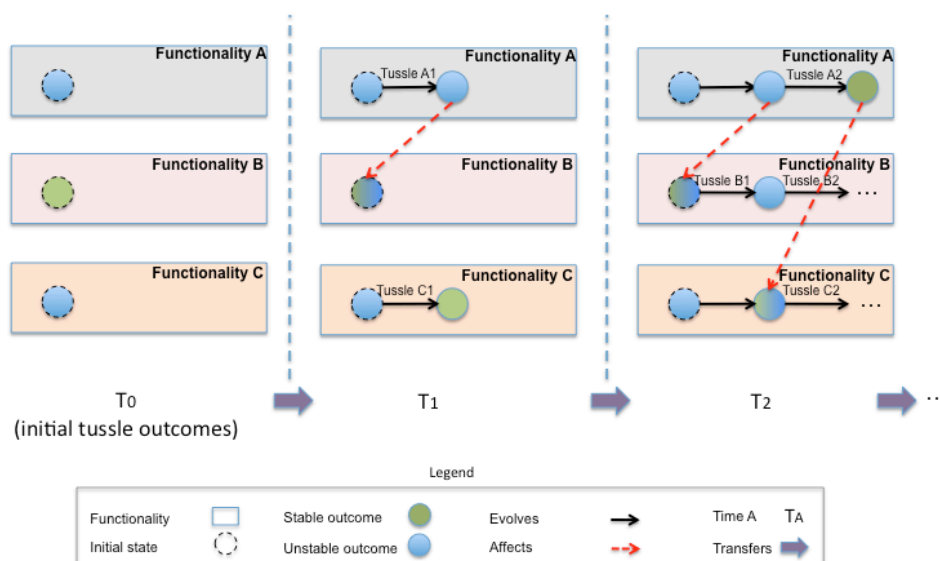 Functionality A
Functionality A
Functionality A
Tussle A1
Tussle A2
Functionality B
Functionality B
Functionality B
Tussle B1
Tussle B2
...
Functionality C
Functionality C
Functionality C
Tussle C1
Tussle C2
...
T0
T1
T2
..
(initial tussle outcomes)
Legend
Functionality
Stable outcome
Evolves
Time A
TA
Initial state
Unstable outcome
Affects
Transfers